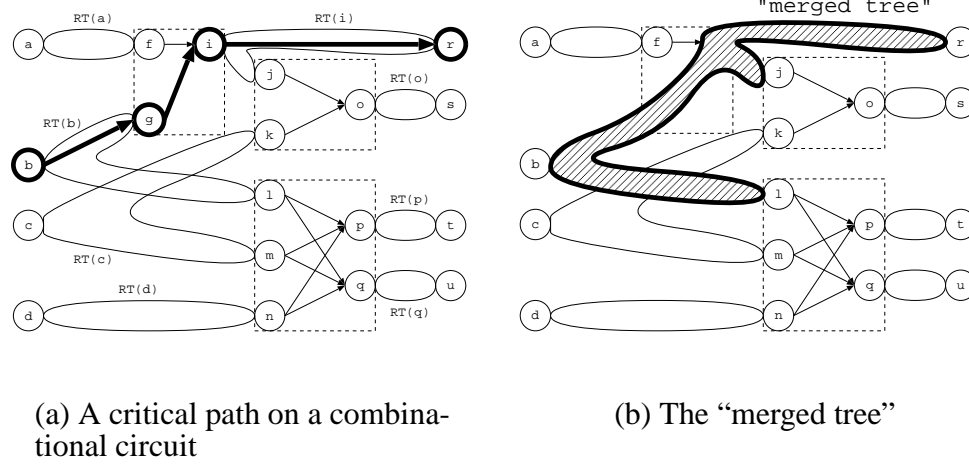 "merged tree"
RT(a) RT(i)
a f i r a f r
j RT(o) j
RT(b) g o s o s
k k
b b
l RT(p) l
c p t c p t
RT(c) m m
RT(d) q u q u
d n RT(q) d n
(a) A critical path on a combina-
tional circuit
(b) The “merged tree”